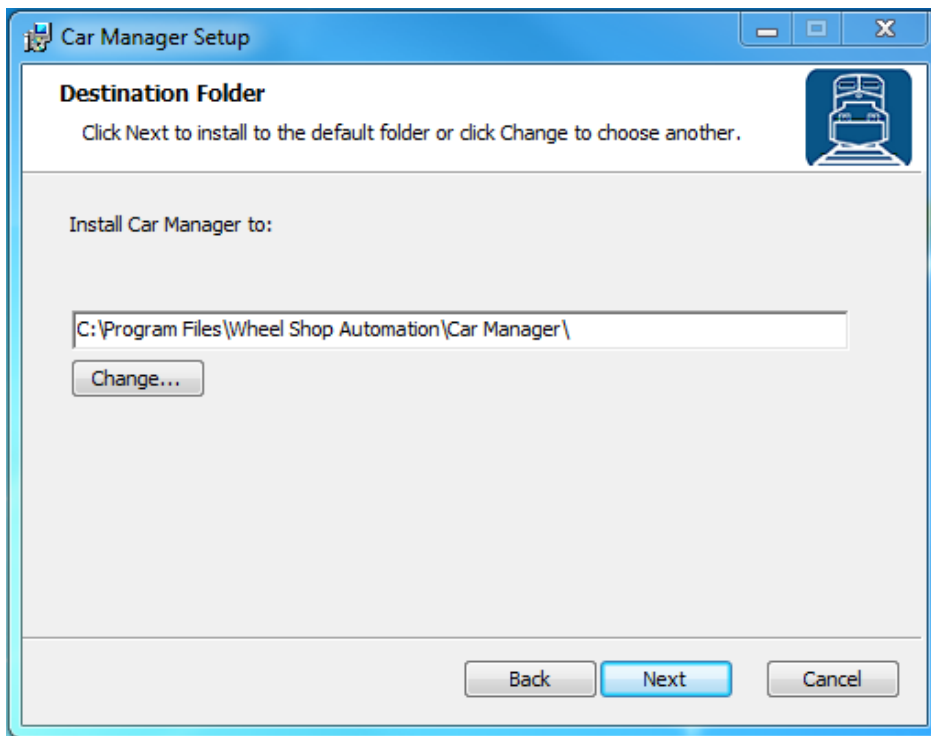 Car Manager Setup
Destination Folder
Click Next to install to the default folder or click Change to choose another.
Install Car Manager to:
C:\Program Files\Wheel Shop Automation\Car Manager\
Change...
Back Next Cancel